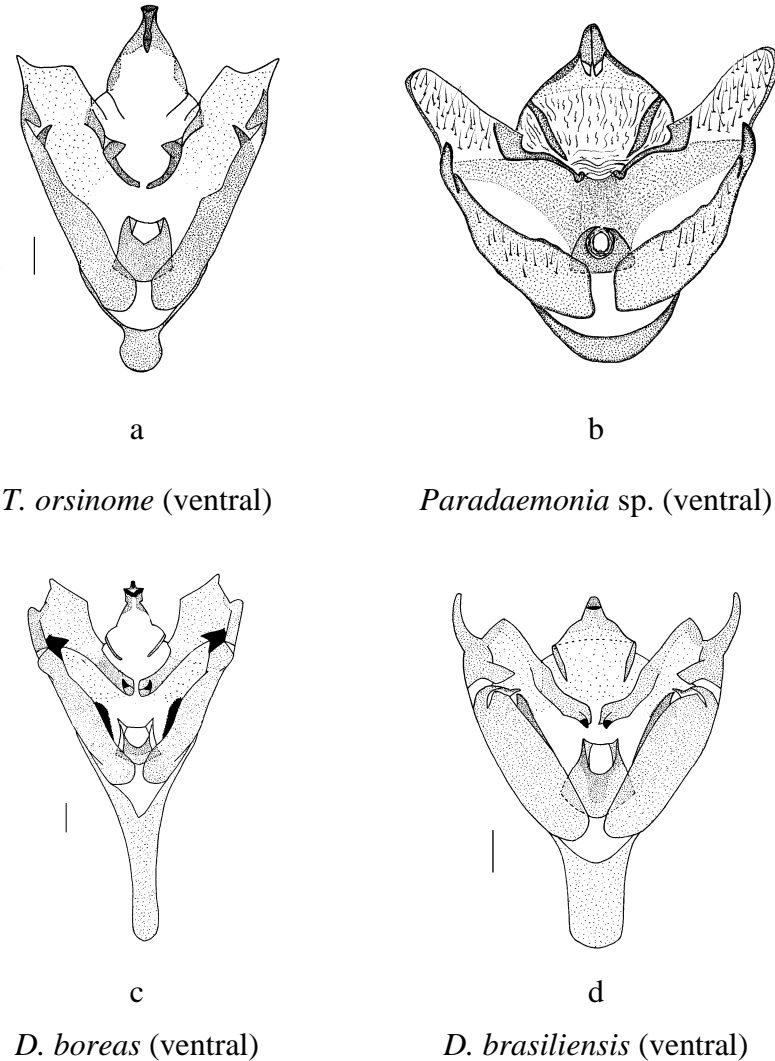 a
b
T. orsinome (ventral)
Paradaemonia sp. (ventral)
c
d
D. boreas (ventral)
D. brasiliensis (ventral)